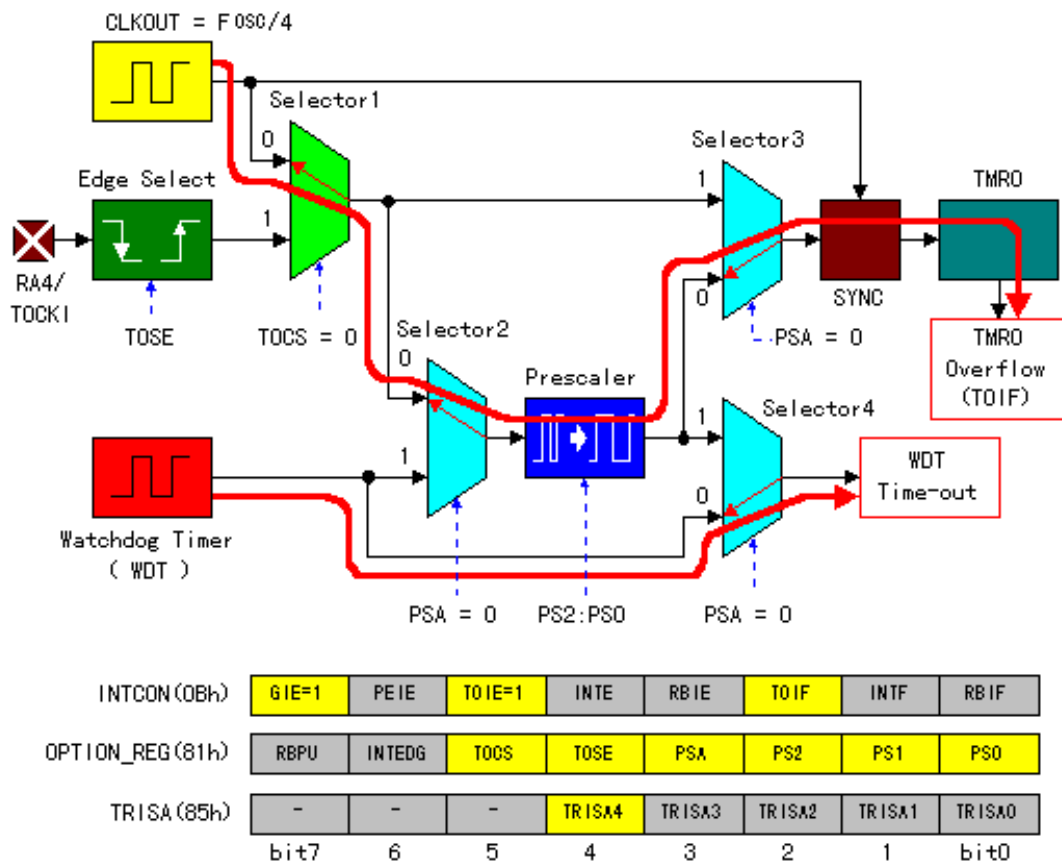 CLKOUT = FOSC/4
Selector1
0
Selector3
Edge Select
1
TMRO
1
RA4/
TOCKI
TOSE
TOCS = 0
Selector2
0
0
SYNC
PSA = 0
TMRO
Overflow
(TOIF)
Prescaler
Selector4
1
1
0
WDT
Time-out
Watchdog Timer
( WDT )
PSA = 0
PS2:PS0
PSA = 0
INTCON(0Bh) GIE=1 PEIE TOIE=1 INTE RBIE TOIF INTF RBIF
OPTION_REG(81h) RBPU INTEDG TOCS TOSE PSA PS2 PS1 PS0
TRISA(85h) - - - TRISA4 TRISA3 TRISA2 TRISA1 TRISA0
bit7 6 5 4 3 2 1 bit0